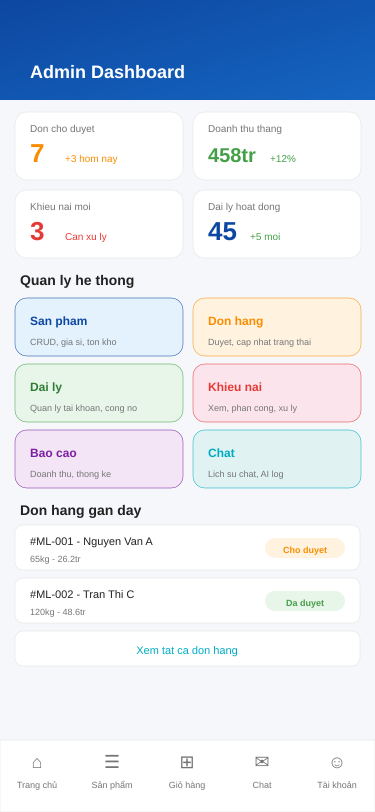 Admin Dashboard
Don cho duyet
7 +3 hom nay
Doanh thu thang
458tr +12%
Khieu nai moi
3 Can xu ly
Dai ly hoat dong
45 +5 moi
Quan ly he thong
San pham
CRUD, gia si, ton kho
Don hang
Duyet, cap nhat trang thai
Dai ly
Quan ly tai khoan, cong no
Khieu nai
Xem, phan cong, xu ly
Bao cao
Doanh thu, thong ke
Chat
Lich su chat, AI log
Don hang gan day
#ML-001 - Nguyen Van A
65kg - 26.2tr
Cho duyet
#ML-002 - Tran Thi C
120kg - 48.6tr
Da duyet
Xem tat ca don hang
Trang chủ
Sản phẩm
Giỏ hàng
Chat
Tài khoản